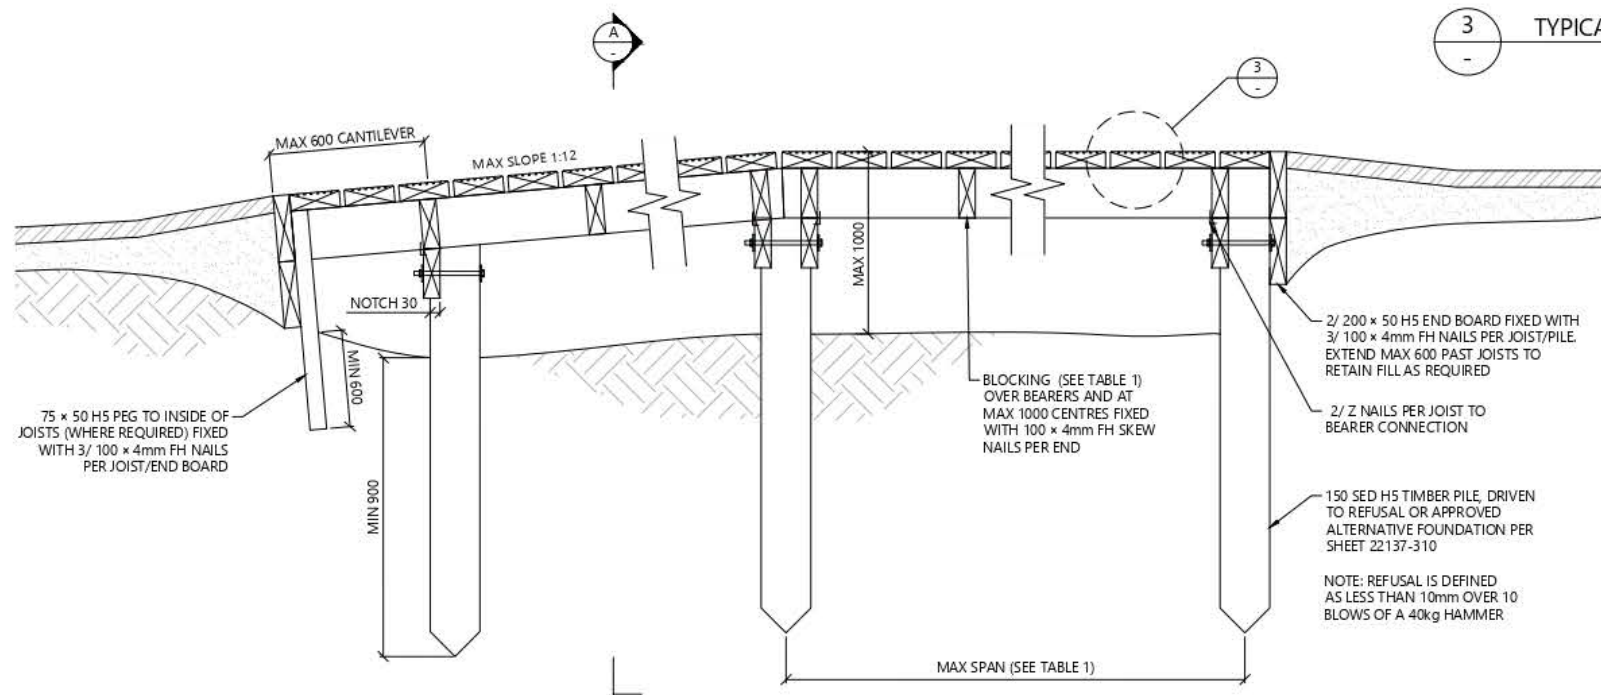 A
-
3
-
TYPICA
3
-
MAX 600 CANTILEVER
MAX SLOPE 1:12
MAX 1000
NOTCH 30
MIN 600
MIN 900
75 × 50 H5 PEG TO INSIDE OF
JOISTS (WHERE REQUIRED) FIXED
WITH 3/ 100 × 4mm FH NAILS
PER JOIST/END BOARD
BLOCKING (SEE TABLE 1)
OVER BEARERS AND AT
MAX 1000 CENTRES FIXED
WITH 100 × 4mm FH SKEW
NAILS PER END
2/ 200 × 50 H5 END BOARD FIXED WITH
3/ 100 × 4mm FH NAILS PER JOIST/PILE.
EXTEND MAX 600 PAST JOISTS TO
RETAIN FILL AS REQUIRED
2/ Z NAILS PER JOIST TO
BEARER CONNECTION
150 SED H5 TIMBER PILE, DRIVEN
TO REFUSAL OR APPROVED
ALTERNATIVE FOUNDATION PER
SHEET 22137-310
NOTE: REFUSAL IS DEFINED
AS LESS THAN 10mm OVER 10
BLOWS OF A 40kg HAMMER
MAX SPAN (SEE TABLE 1)